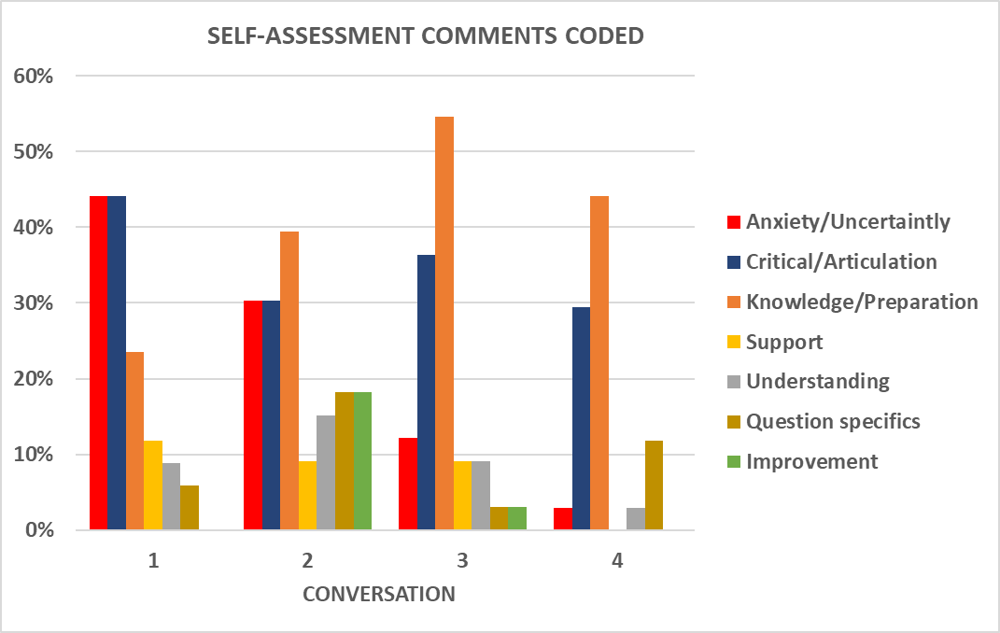 SELF-ASSESSMENT COMMENTS CODED
60%
50%
40%
30%
20%
10%
0%
1 2 3 4
CONVERSATION
Anxiety/Uncertaintly
Critical/Articulation
Knowledge/Preparation
Support
Understanding
Question specifics
Improvement